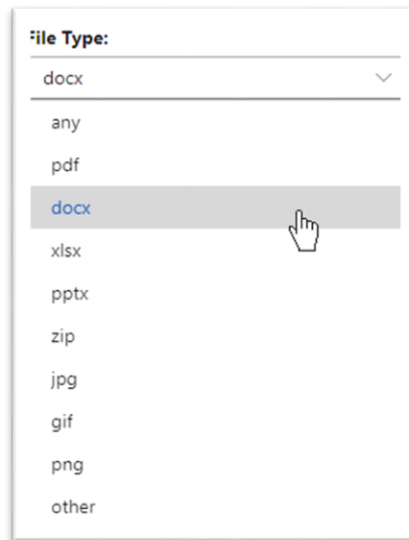 File Type:
docx
any
pdf
docx
xlsx
pptx
zip
jpg
gif
png
other